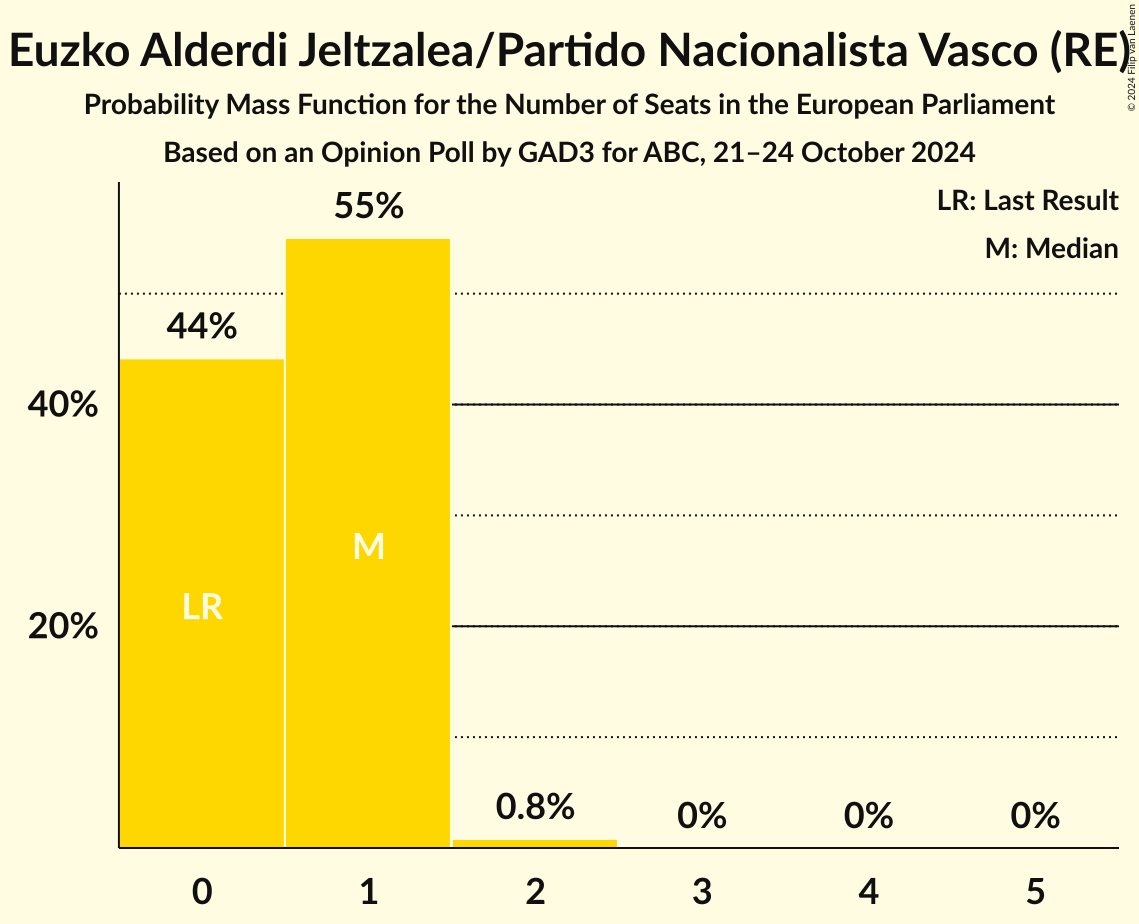 Euzko Alderdi Jeltzalea/Partido Nacionalista Vasco (RE)
© 2024 Filip van Laenen
Probability Mass Function for the Number of Seats in the European Parliament
Based on an Opinion Poll by GAD3 for ABC, 21–24 October 2024
LR: Last Result
M: Median
55%
44%
40%
M
LR
20%
0.8%
0%
0%
0%
0
1
2
3
4
5